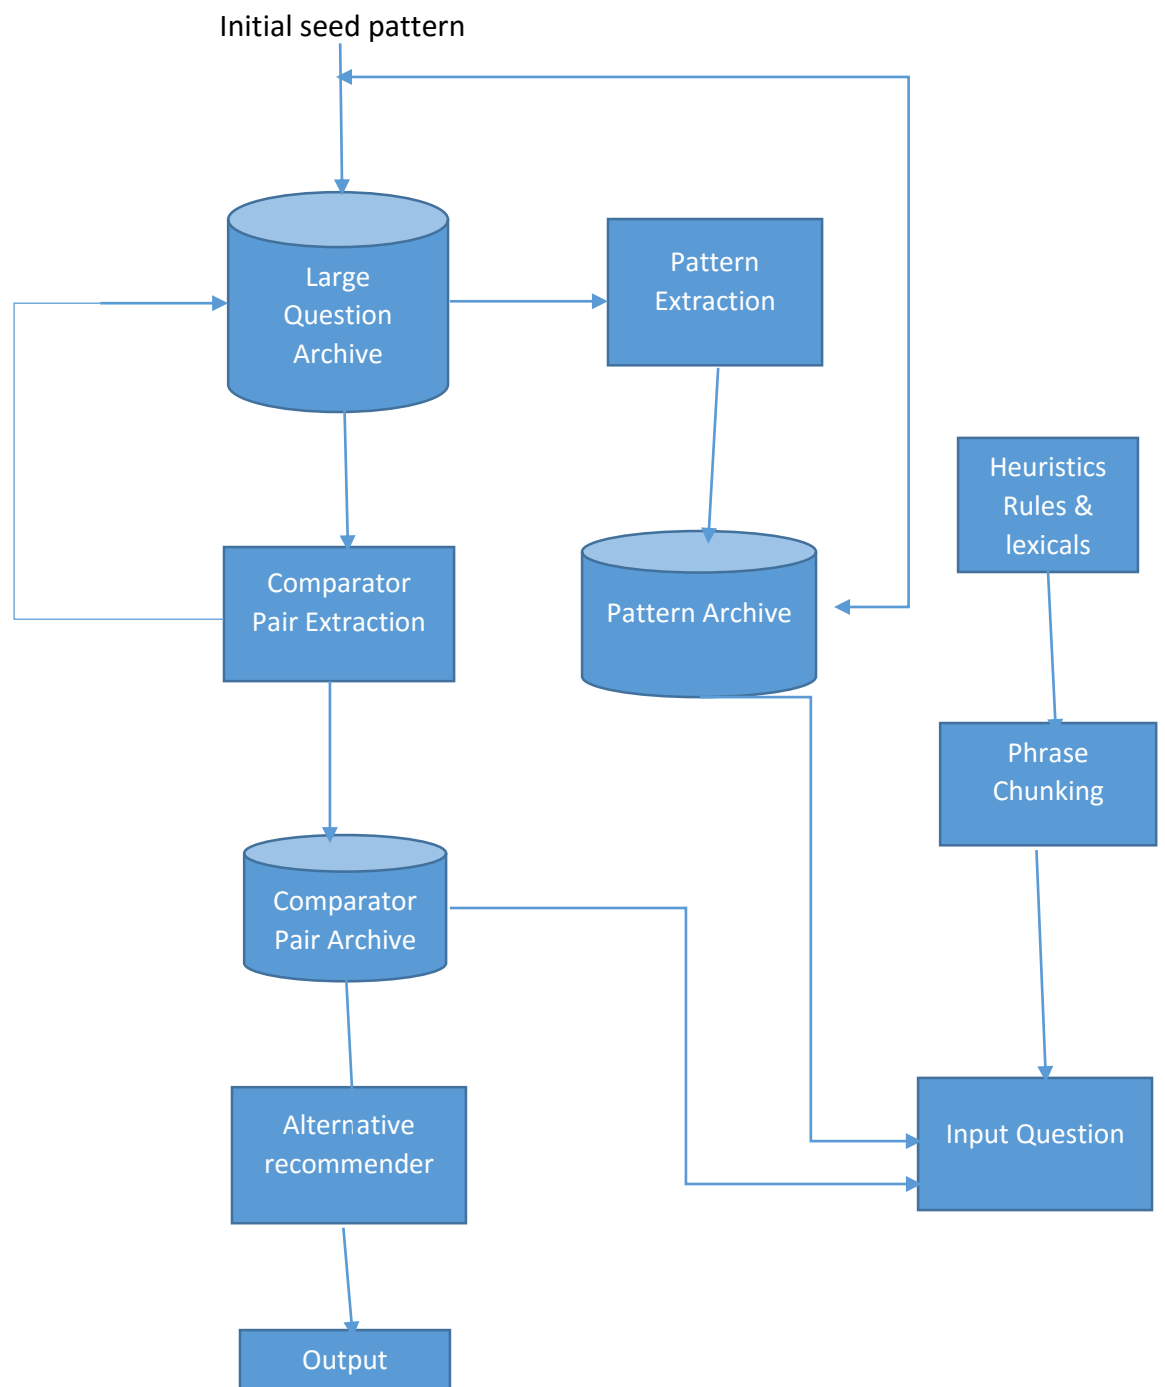 Initial seed pattern
Large
Question
Archive
Pattern
Extraction
Heuristics
Rules &
lexicals
Comparator
Pair Extraction
Pattern Archive
Phrase
Chunking
Comparator
Pair Archive
Alternative
recommender
Input Question
Output